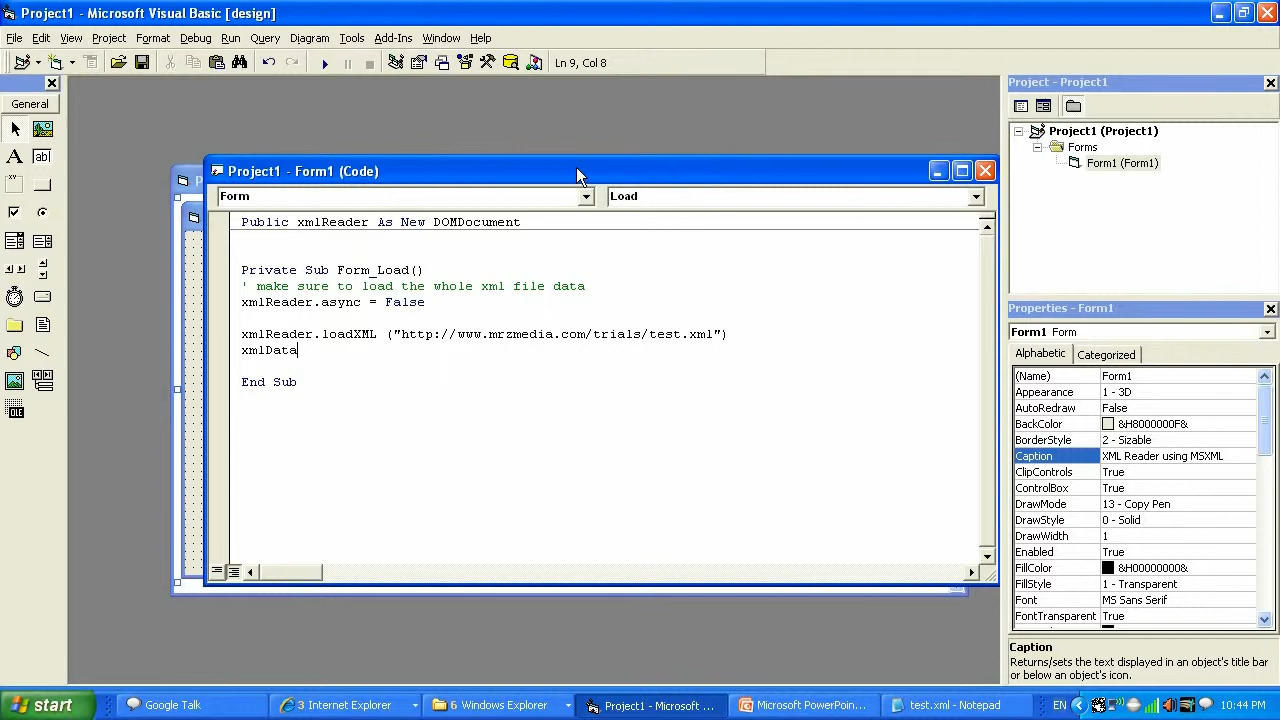 Project1 - Microsoft Visual Basic [design]
File Edit View Project Format Debug Run Query Diagram Tools Add-Ins Window Help
Ln 9, Col 8
General
A
ab
xv
OLE
Project1 - Form1 (Code)
Form
Load
Public xmlReader As New DOMDocument
Private Sub Form_Load()
' make sure to load the whole xml file data
xmlReader.async = False
xmlReader.loadXML ("http://www.mrzmedia.com/trials/test.xml")
xmlData
End Sub
Project - Project1
Project1 (Project1)
Forms
Form1 (Form1)
Properties - Form1
Form1 Form
Alphabetic Categorized
(Name) Form1
Appearance 1 - 3D
AutoRedraw False
BackColor &H8000000F&
BorderStyle 2 - Sizable
Caption XML Reader using MSXML
ClipControls True
ControlBox True
DrawMode 13 - Copy Pen
DrawStyle 0 - Solid
DrawWidth 1
Enabled True
FillColor &H00000000&
FillStyle 1 - Transparent
Font MS Sans Serif
FontTransparent True
Caption
Returns/sets the text displayed in an object's title bar
or below an object's icon.
start
Google Talk
3 Internet Explorer
6 Windows Explorer
Project1 - Microsoft ...
Microsoft PowerPoin...
test.xml - Notepad
EN
10:44 PM